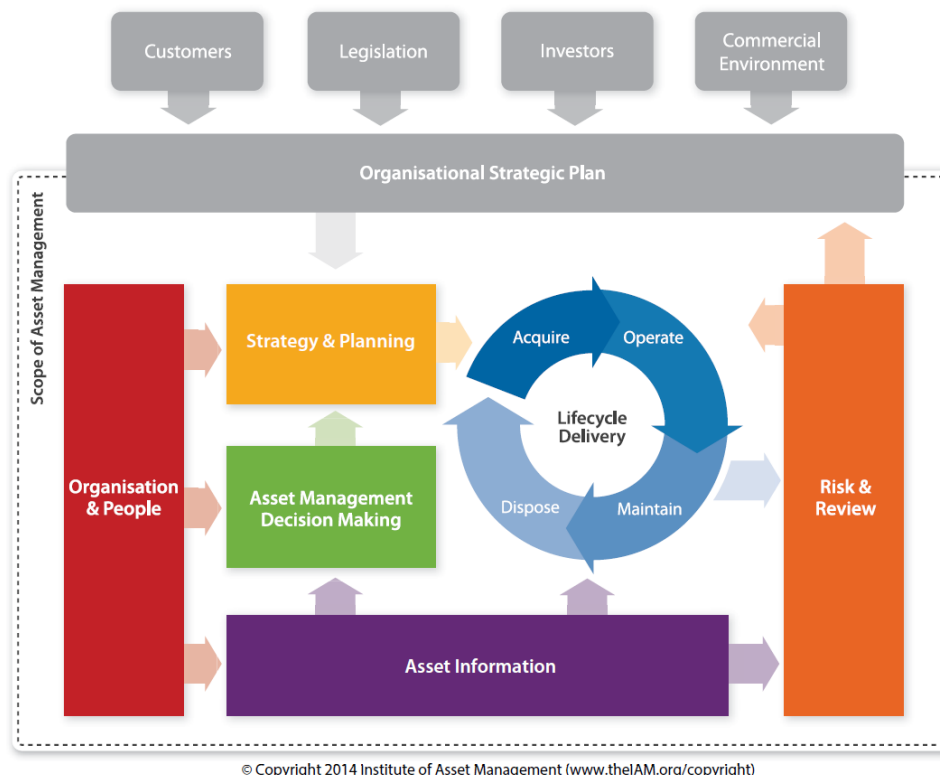 Customers
Legislation
Investors
Commercial
Environment
Organisational Strategic Plan
Scope of Asset Management
Strategy & Planning
Acquire
Operate
Lifecycle
Delivery
Organisation
& People
Asset Management
Decision Making
Dispose
Maintain
Risk &
Review
Asset Information
© Copyright 2014 Institute of Asset Management (www.theIAM.org/copyright)